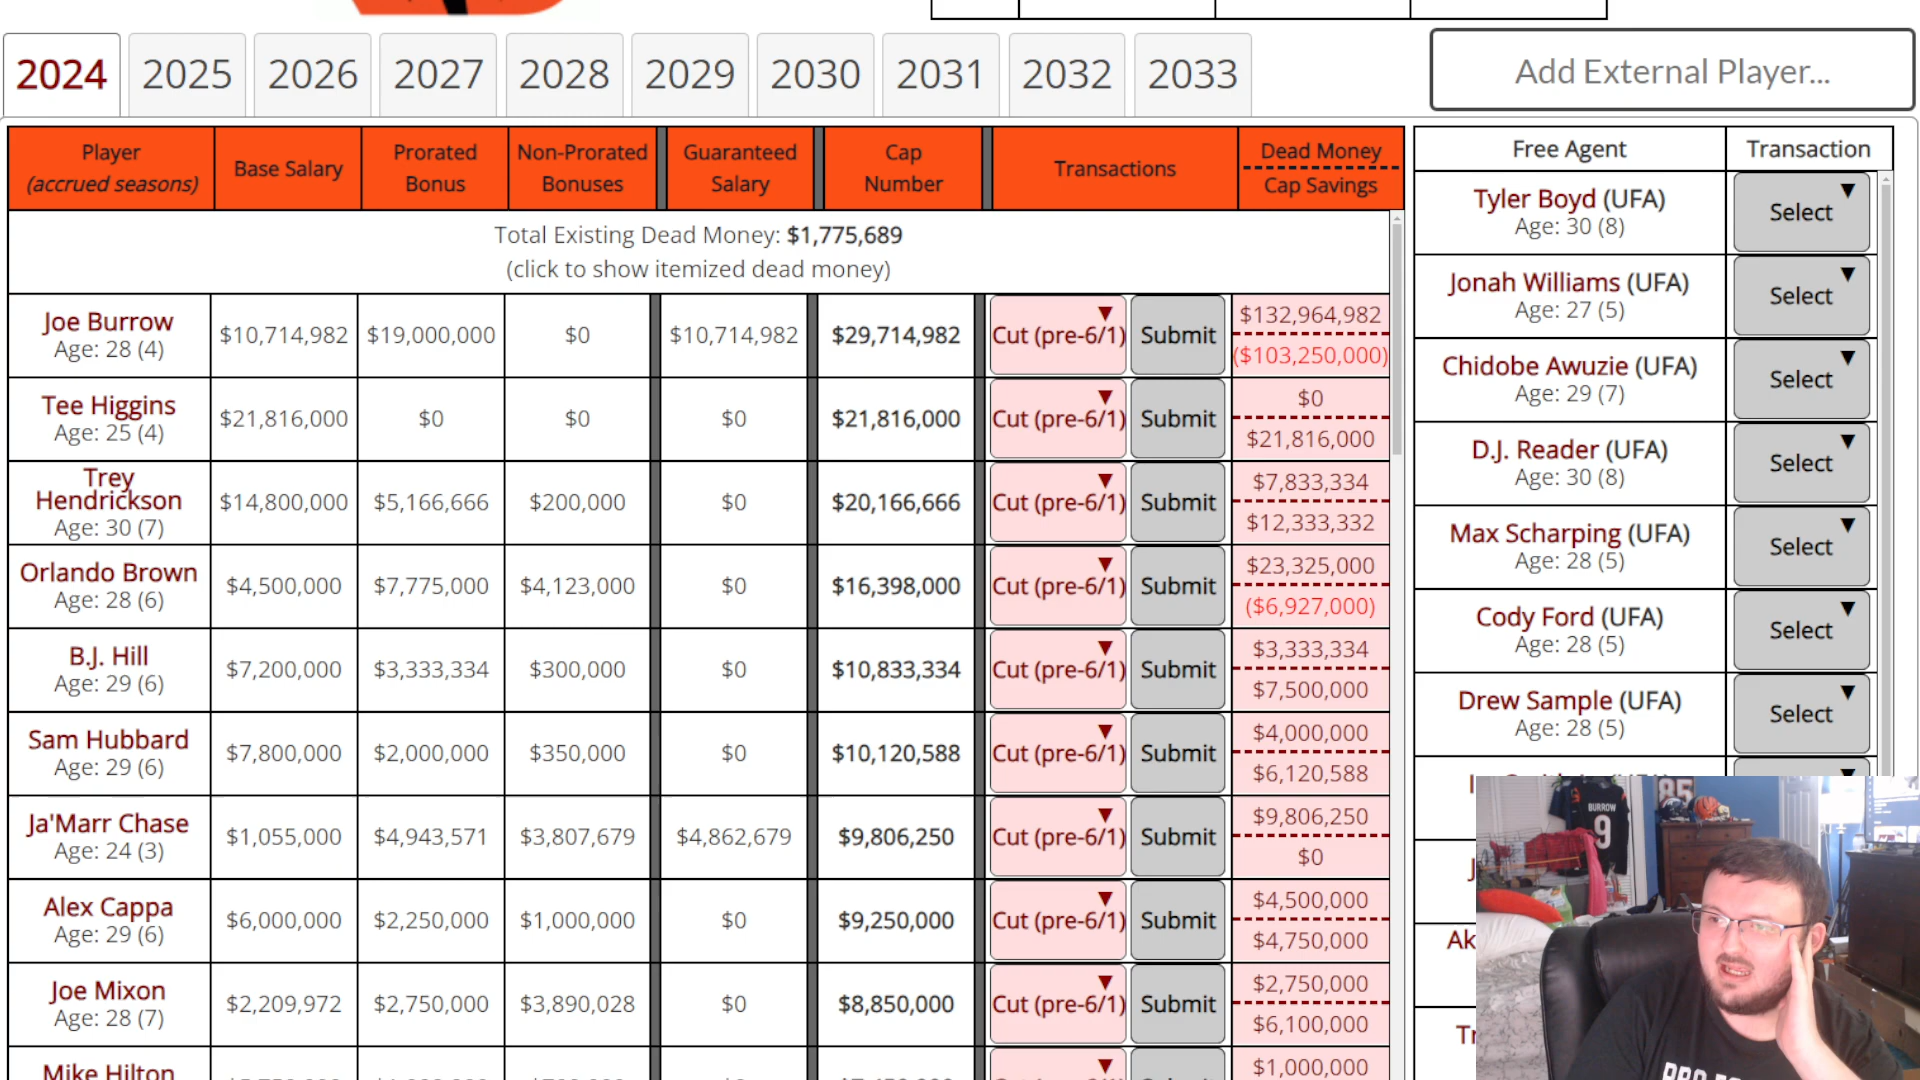 2024 2025 2026 2027 2028 2029 2030 2031 2032 2033 Add External Player...
Player (accrued seasons) Base Salary Prorated Bonus Non-Prorated Bonuses Guaranteed Salary Cap Number Transactions Dead Money Cap Savings
Total Existing Dead Money: $1,775,689
(click to show itemized dead money)
Joe Burrow Age: 28 (4) $10,714,982 $19,000,000 $0 $10,714,982 $29,714,982 Cut (pre-6/1) ▼ Submit $132,964,982 ($103,250,000)
Tee Higgins Age: 25 (4) $21,816,000 $0 $0 $0 $21,816,000 Cut (pre-6/1) ▼ Submit $0 $21,816,000
Trey Hendrickson Age: 30 (7) $14,800,000 $5,166,666 $200,000 $0 $20,166,666 Cut (pre-6/1) ▼ Submit $7,833,334 $12,333,332
Orlando Brown Age: 28 (6) $4,500,000 $7,775,000 $4,123,000 $0 $16,398,000 Cut (pre-6/1) ▼ Submit $23,325,000 ($6,927,000)
B.J. Hill Age: 29 (6) $7,200,000 $3,333,334 $300,000 $0 $10,833,334 Cut (pre-6/1) ▼ Submit $3,333,334 $7,500,000
Sam Hubbard Age: 29 (6) $7,800,000 $2,000,000 $350,000 $0 $10,120,588 Cut (pre-6/1) ▼ Submit $4,000,000 $6,120,588
Ja'Marr Chase Age: 24 (3) $1,055,000 $4,943,571 $3,807,679 $4,862,679 $9,806,250 Cut (pre-6/1) ▼ Submit $9,806,250 $0
Alex Cappa Age: 29 (6) $6,000,000 $2,250,000 $1,000,000 $0 $9,250,000 Cut (pre-6/1) ▼ Submit $4,500,000 $4,750,000
Joe Mixon Age: 28 (7) $2,209,972 $2,750,000 $3,890,028 $0 $8,850,000 Cut (pre-6/1) ▼ Submit $2,750,000 $6,100,000
Mike Hilton $1,000,000
Free Agent Transaction
Tyler Boyd (UFA) Age: 30 (8) Select ▼
Jonah Williams (UFA) Age: 27 (5) Select ▼
Chidobe Awuzie (UFA) Age: 29 (7) Select ▼
D.J. Reader (UFA) Age: 30 (8) Select ▼
Max Scharping (UFA) Age: 28 (5) Select ▼
Cody Ford (UFA) Age: 28 (5) Select ▼
Drew Sample (UFA) Age: 28 (5) Select ▼
Ak
BURROW
9
85